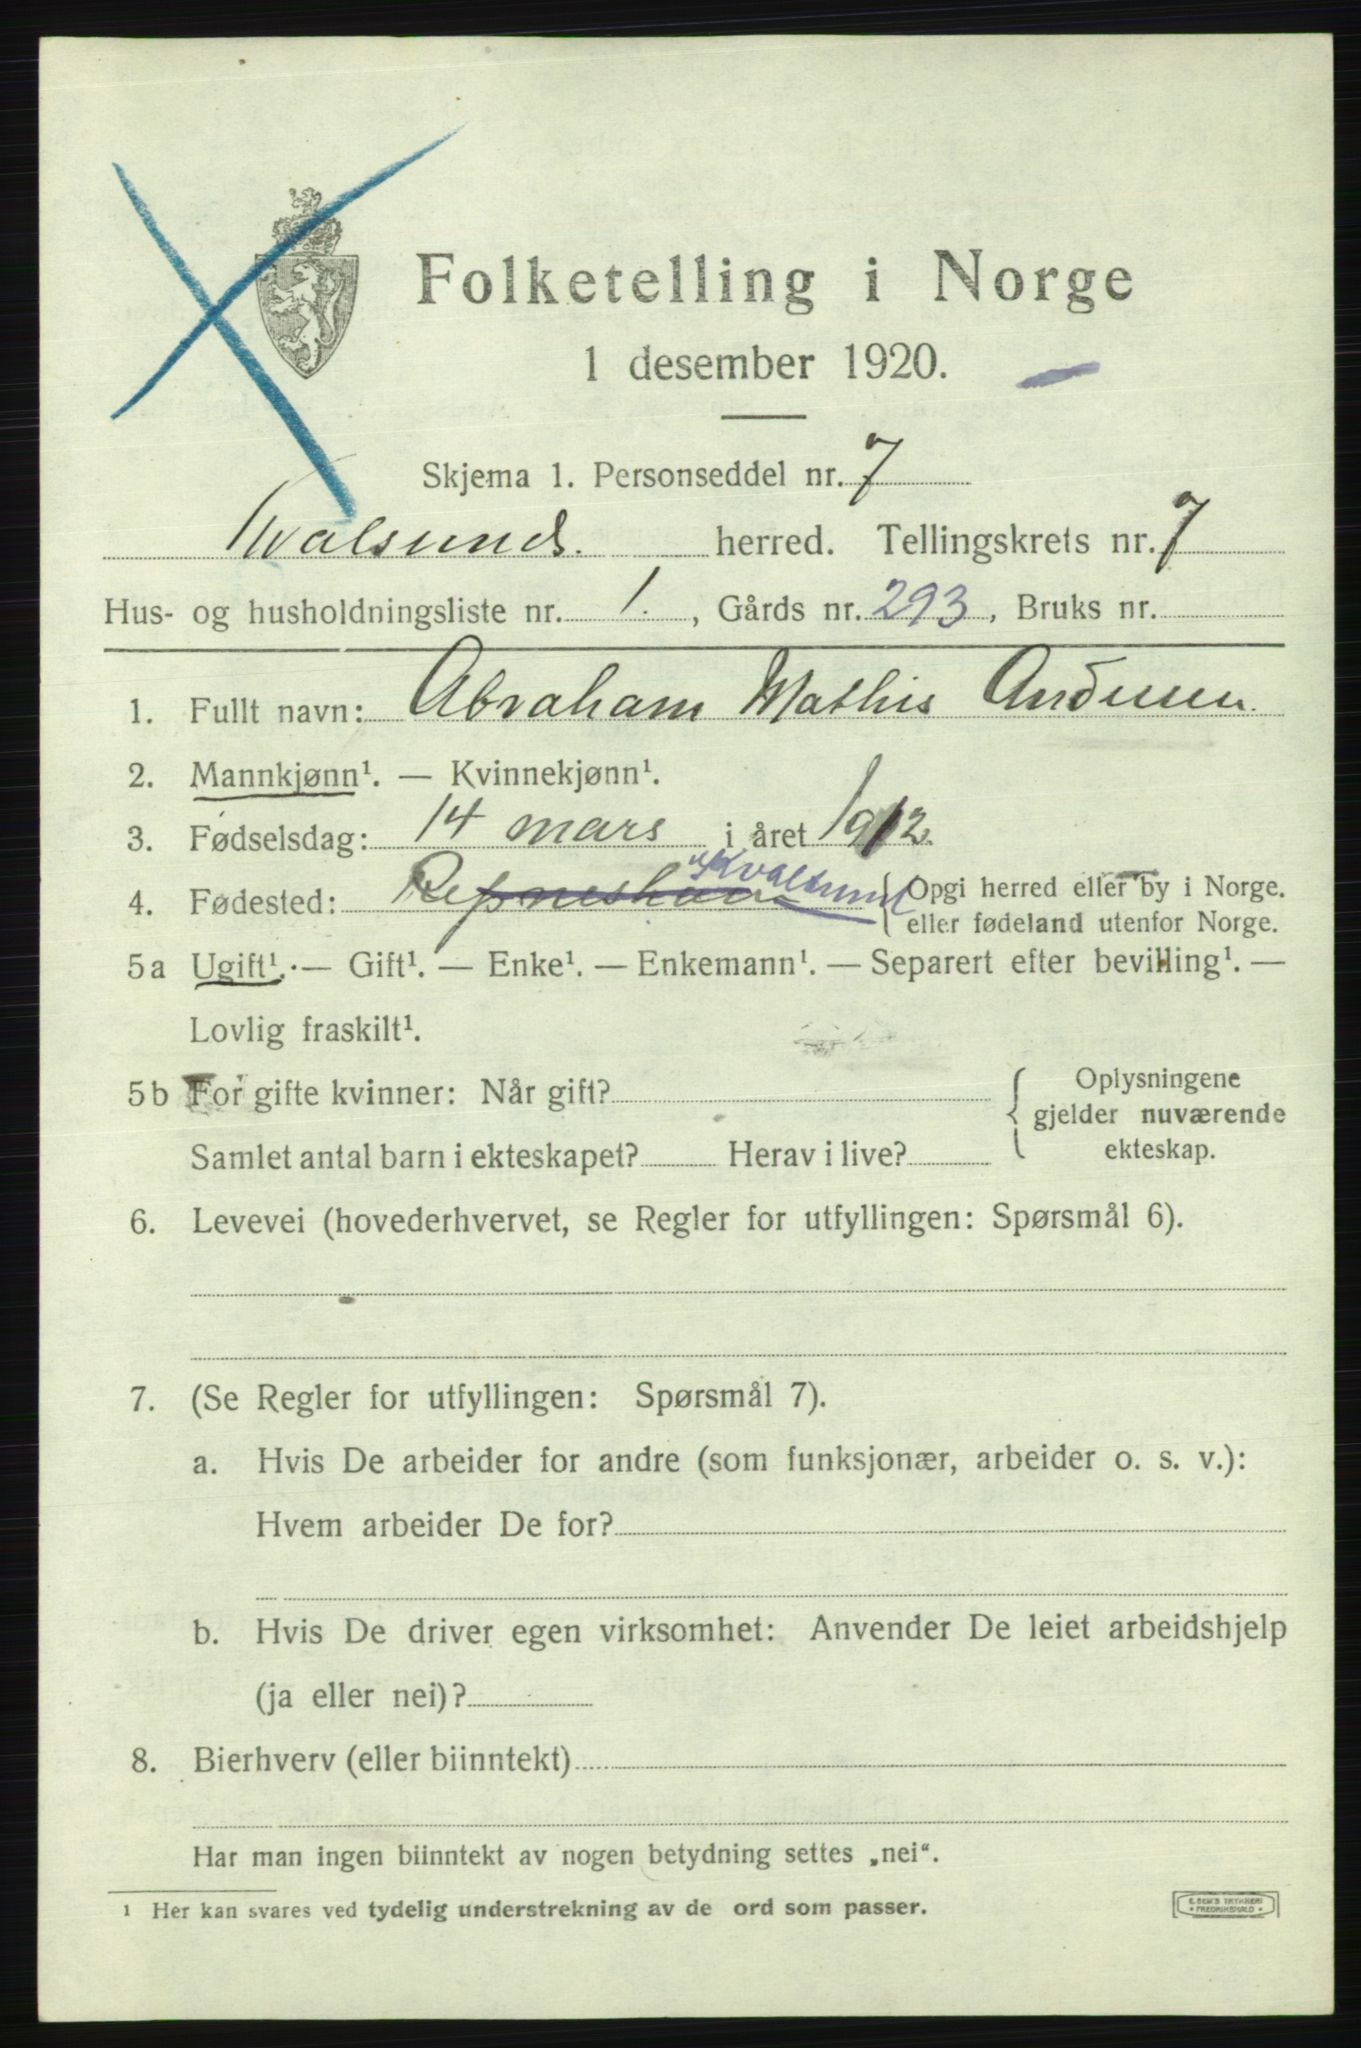 Folketelling i Norge
1 desember 1920.
Skjema 1. Personseddel nr. 7
Kvalsund herred. Tellingskrets nr. 7
Hus- og husholdningsliste nr. 1. , Gårds nr. 293, Bruks nr.
1. Fullt navn: Abraham Mathis Andersen
2. Mannkjønn¹. — Kvinnekjønn¹.
3. Fødselsdag: 14 mars i året 1912.
4. Fødested: Kvalsund { Opgi herred eller by i Norge.
eller fødeland utenfor Norge.
5a Ugift¹. — Gift¹. — Enke¹. — Enkemann¹. — Separert efter bevilling¹. —
Lovlig fraskilt¹.
5b For gifte kvinner: Når gift? { Oplysningene
gjelder nuværende
ekteskap.
Samlet antal barn i ekteskapet? Herav i live?
6. Levevei (hovederhvervet, se Regler for utfyllingen: Spørsmål 6).
7. (Se Regler for utfyllingen: Spørsmål 7).
a. Hvis De arbeider for andre (som funksjonær, arbeider o. s. v.):
Hvem arbeider De for?
b. Hvis De driver egen virksomhet: Anvender De leiet arbeidshjelp
(ja eller nei)?
8. Bierhverv (eller biinntekt)
Har man ingen biinntekt av nogen betydning settes „nei“.
¹ Her kan svares ved tydelig understrekning av de ord som passer.
E. SEM'S TRYKKERI
• FREDRIKSHALD •